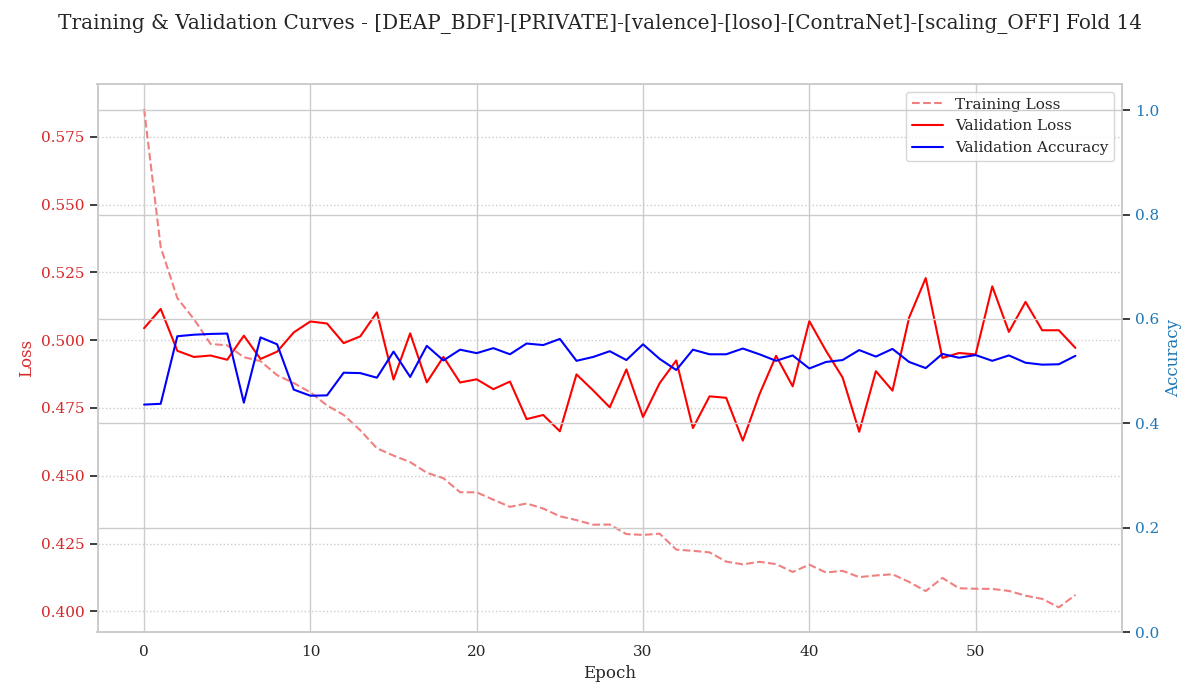 Training & Validation Curves - [DEAP_BDF]-[PRIVATE]-[valence]-[loso]-[ContraNet]-[scaling_OFF] Fold 14
Training Loss
Validation Loss
Validation Accuracy
Loss
0.575
0.550
0.525
0.500
0.475
0.450
0.425
0.400
1.0
0.8
0.6
0.4
0.2
0.0
Accuracy
0
10
20
30
40
50
Epoch